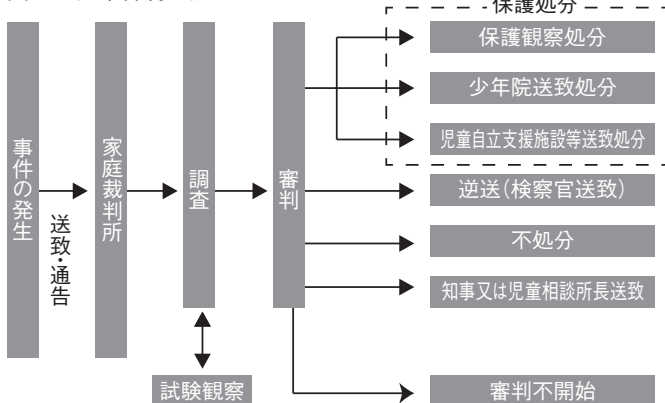 保護処分
事件の発生
送致・通告
家庭裁判所
調査
試験観察
審判
保護観察処分
少年院送致処分
児童自立支援施設等送致処分
逆送(検察官送致)
不処分
知事又は児童相談所長送致
審判不開始